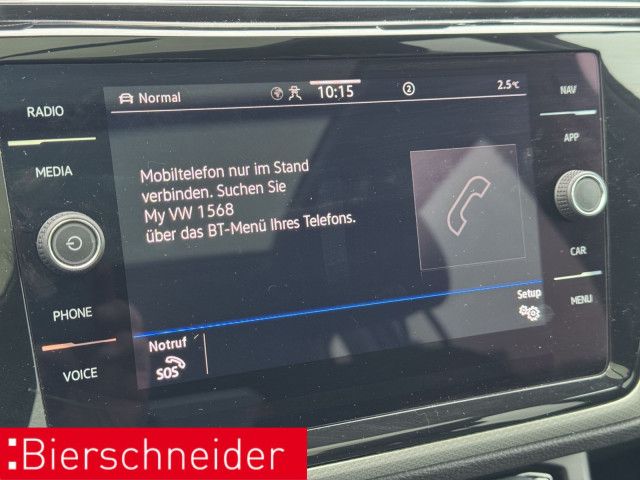 RADIO
MEDIA
PHONE
VOICE
Normal
10:15
2
2.5°C
Mobiltelefon nur im Stand
verbinden. Suchen Sie
My VW 1568
über das BT-Menü Ihres Telefons.
Setup
Notruf
SOS
NAV
APP
CAR
MENU
:Bierschneider